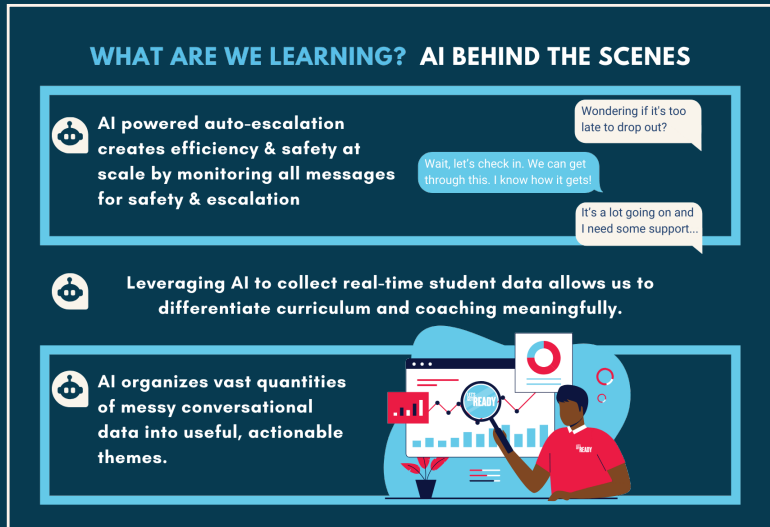 WHAT ARE WE LEARNING? AI BEHIND THE SCENES
AI powered auto-escalation
creates efficiency & safety at
scale by monitoring all messages
for safety & escalation
Wondering if it's too
late to drop out?
Wait, let's check in. We can get
through this. I know how it gets!
It's a lot going on and
I need some support...
Leveraging AI to collect real-time student data allows us to
differentiate curriculum and coaching meaningfully.
AI organizes vast quantities
of messy conversational
data into useful, actionable
themes.
READY
READY